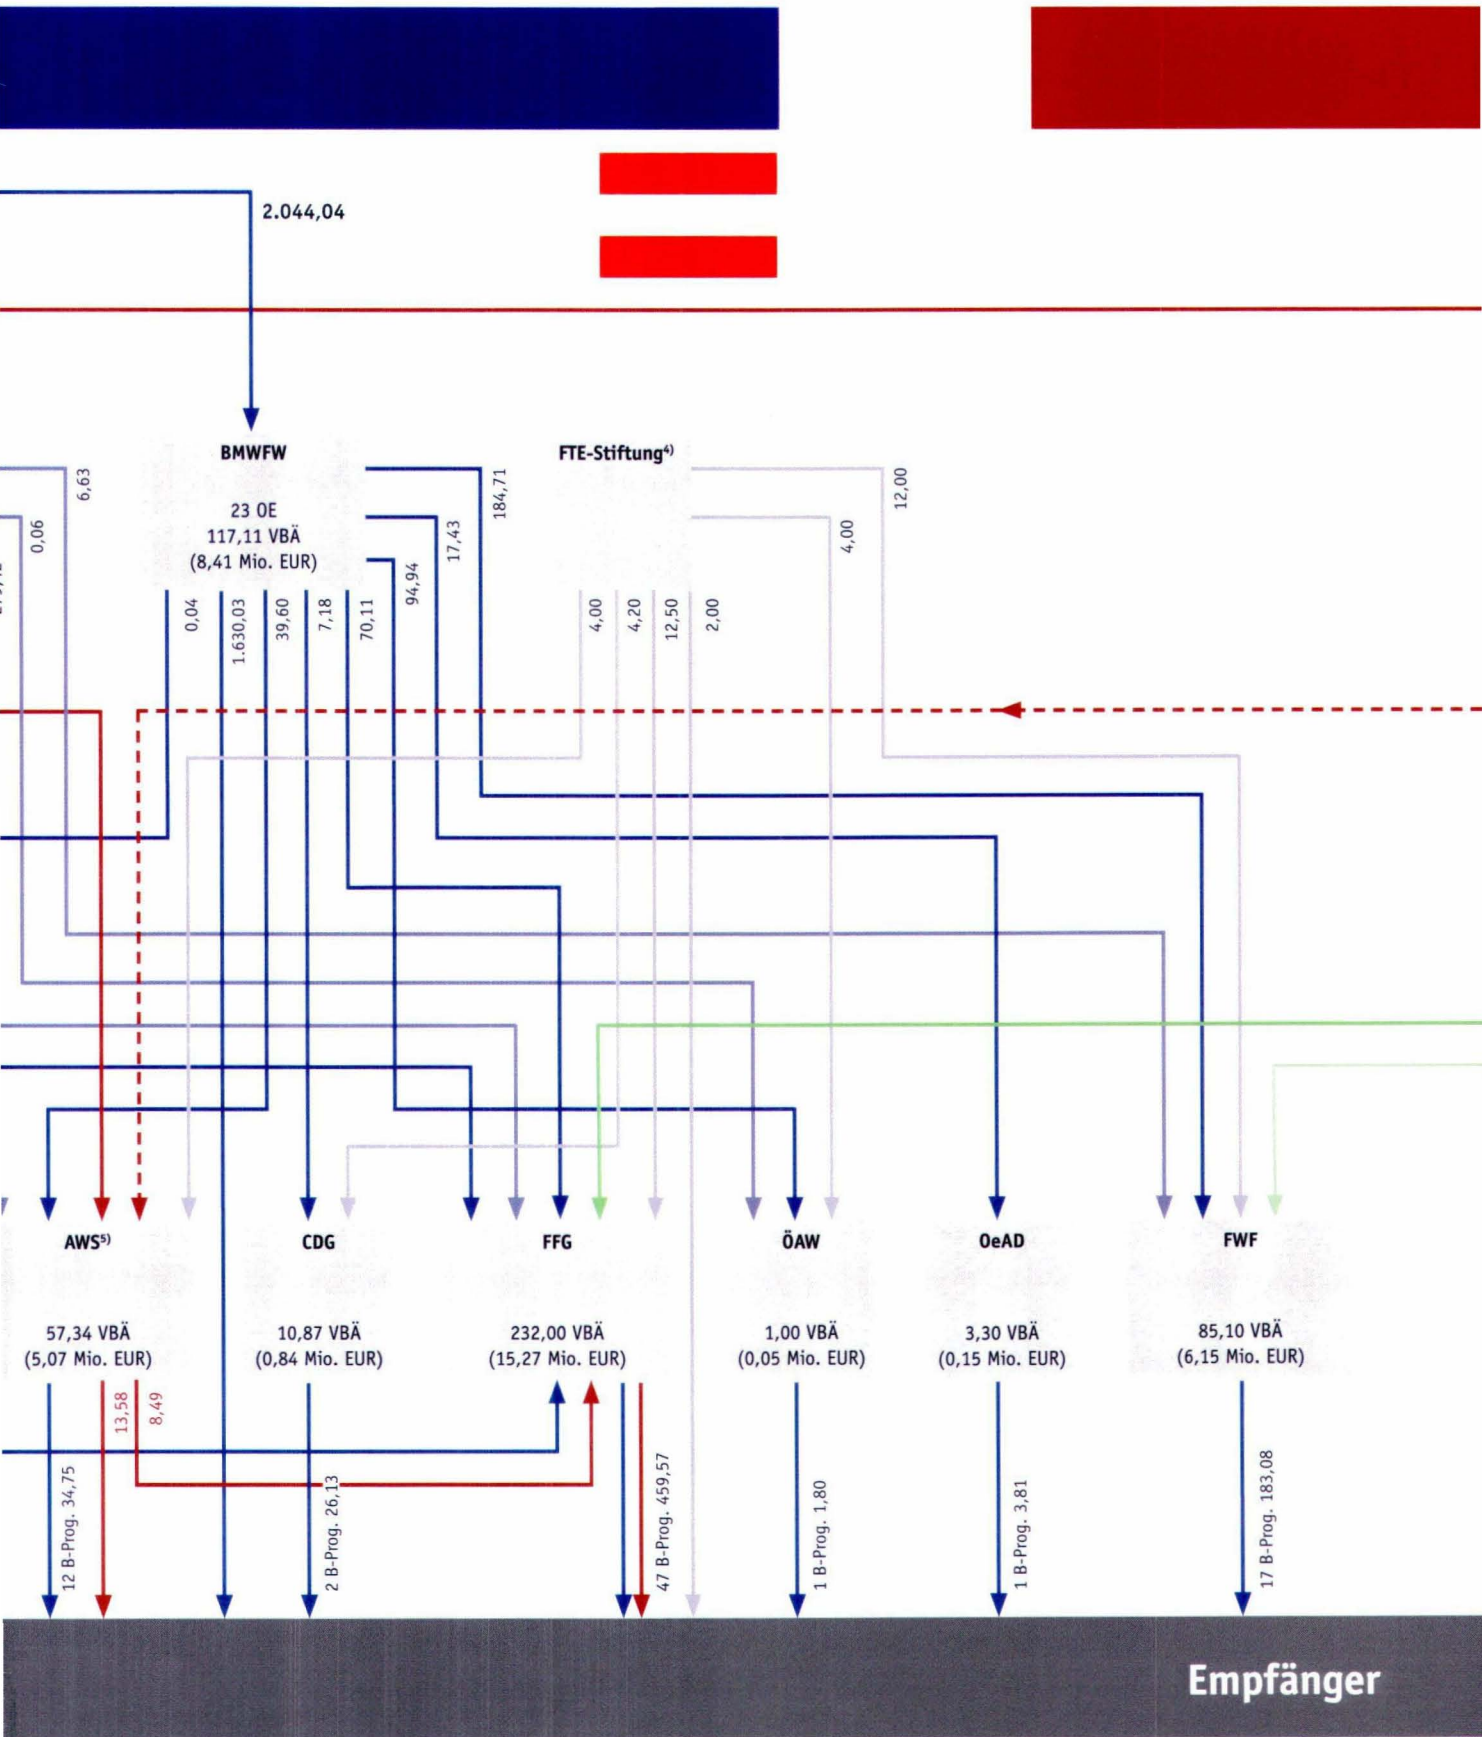 2.044,04
BMWFW
FTE-Stiftung⁴⁾
23 OE
117,11 VBÄ
(8,41 Mio. EUR)
6,63
0,06
184,71
17,43
94,94
12,00
4,00
0,04
1.630,03
39,60
7,18
70,11
4,00
4,20
12,50
2,00
AWS⁵⁾
57,34 VBÄ
(5,07 Mio. EUR)
CDG
10,87 VBÄ
(0,84 Mio. EUR)
FFG
232,00 VBÄ
(15,27 Mio. EUR)
ÖAW
1,00 VBÄ
(0,05 Mio. EUR)
OeAD
3,30 VBÄ
(0,15 Mio. EUR)
FWF
85,10 VBÄ
(6,15 Mio. EUR)
13,58
8,49
12 B-Prog. 34,75
2 B-Prog. 26,13
47 B-Prog. 459,57
1 B-Prog. 1,80
1 B-Prog. 3,81
17 B-Prog. 183,08
Empfänger